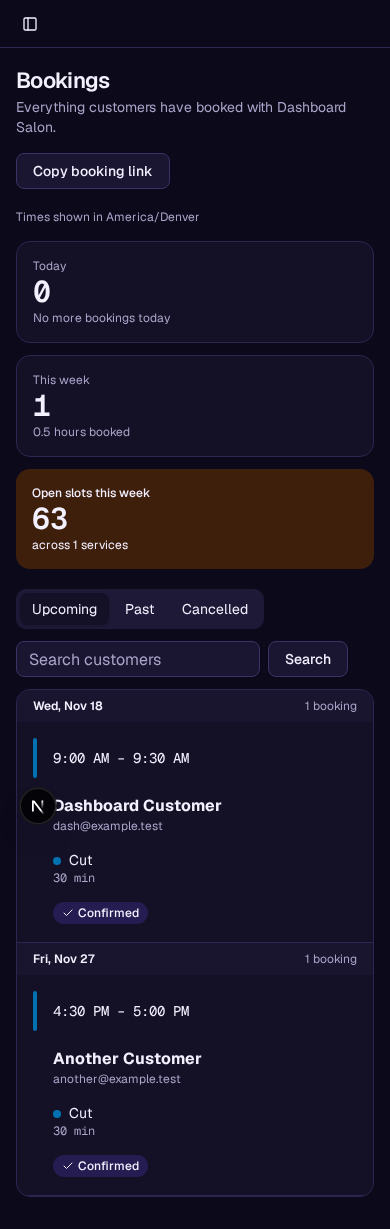 Bookings
Everything customers have booked with Dashboard
Salon.
Copy booking link
Times shown in America/Denver
Today
0
No more bookings today
This week
1
0.5 hours booked
Open slots this week
63
across 1 services
Upcoming Past Cancelled
Search customers Search
Wed, Nov 18 1 booking
9:00 AM – 9:30 AM
N Dashboard Customer
dash@example.test
Cut
30 min
Confirmed
Fri, Nov 27 1 booking
4:30 PM – 5:00 PM
Another Customer
another@example.test
Cut
30 min
Confirmed